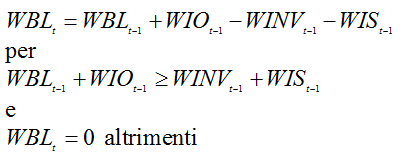 WBL_t = WBL_{t-1} + WIO_{t-1} − WINV_{t-1} − WIS_{t-1}
per
WBL_{t-1} + WIO_{t-1} ≥ WINV_{t-1} + WIS_{t-1}
e
WBL_t = 0 altrimenti